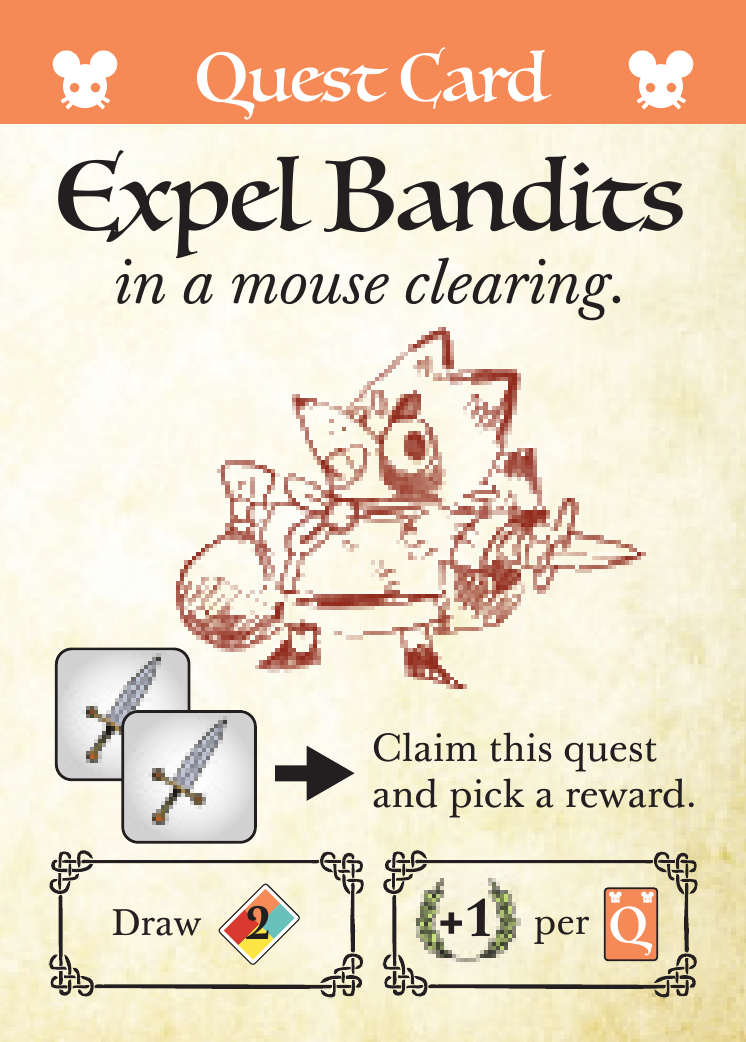 Quest Card
Expel Bandits
in a mouse clearing.
Claim this quest
and pick a reward.
Draw 2
+1 per Q